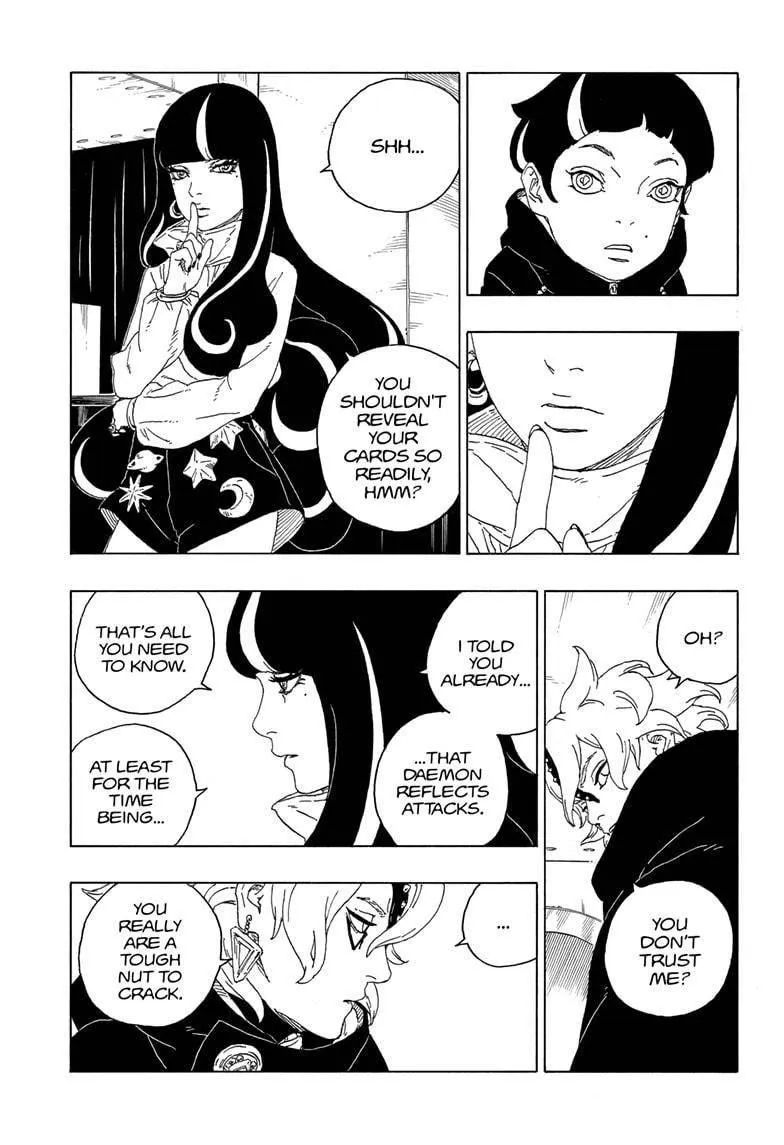 SHH...
YOU
SHOULDN'T
REVEAL
YOUR
CARDS SO
READILY,
HMM?
OH?
YOU
DON'T
TRUST
ME?
I TOLD
YOU
ALREADY...
...THAT
DAEMON
REFLECTS
ATTACKS.
THAT'S ALL
YOU NEED
TO KNOW.
AT LEAST
FOR THE
TIME
BEING...
...
YOU
REALLY
ARE A
TOUGH
NUT TO
CRACK.